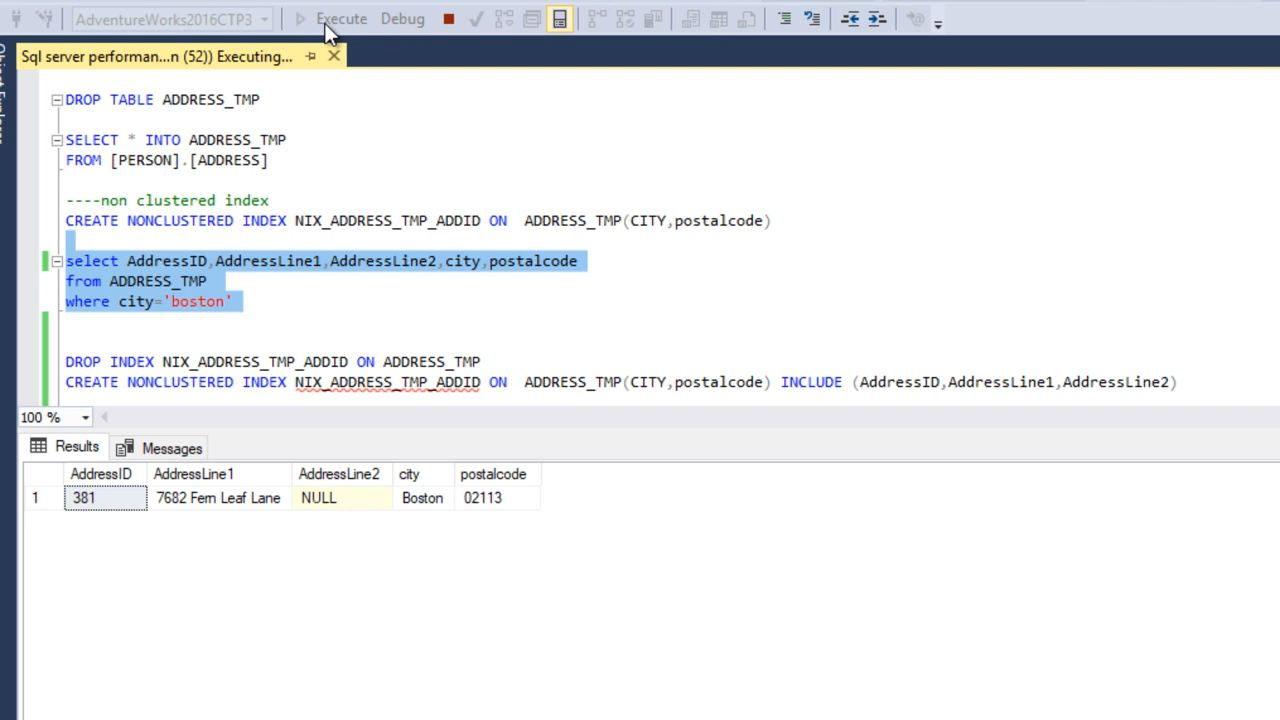 AdventureWorks2016CTP3 Execute Debug
Sql server performan...n (52)) Executing...
DROP TABLE ADDRESS_TMP
SELECT * INTO ADDRESS_TMP
FROM [PERSON].[ADDRESS]
----non clustered index
CREATE NONCLUSTERED INDEX NIX_ADDRESS_TMP_ADDID ON  ADDRESS_TMP(CITY,postalcode)
select AddressID,AddressLine1,AddressLine2,city,postalcode
from ADDRESS_TMP
where city='boston'
DROP INDEX NIX_ADDRESS_TMP_ADDID ON ADDRESS_TMP
CREATE NONCLUSTERED INDEX NIX_ADDRESS_TMP_ADDID ON  ADDRESS_TMP(CITY,postalcode) INCLUDE (AddressID,AddressLine1,AddressLine2)
100 %
Results Messages
AddressID AddressLine1 AddressLine2 city postalcode
1 381 7682 Fern Leaf Lane NULL Boston 02113